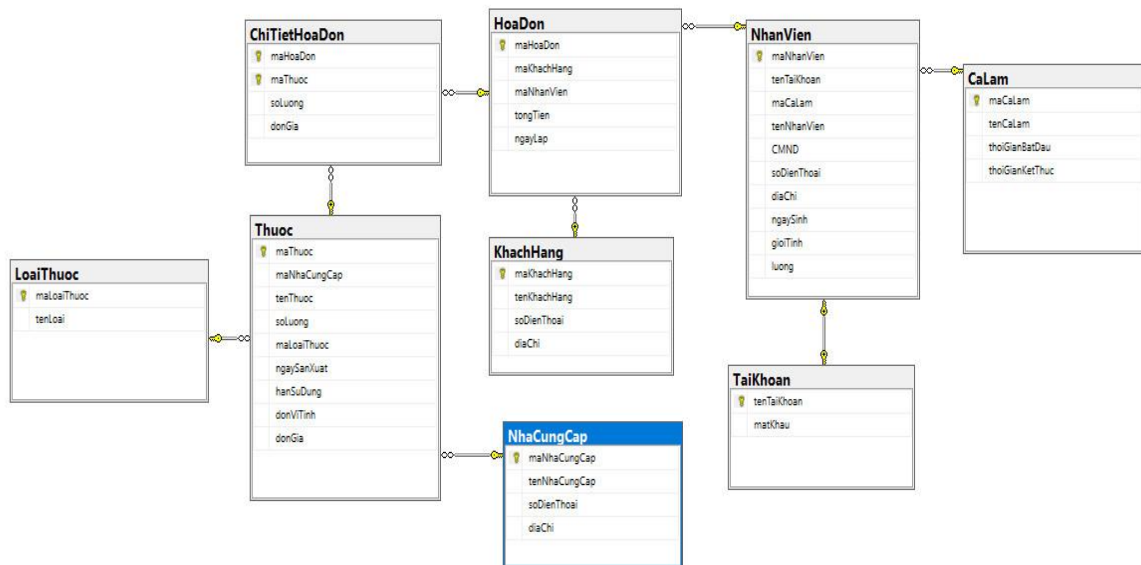 ChiTietHoaDon
maHoaDon
maThuoc
soLuong
donGia
HoaDon
maHoaDon
maKhachHang
maNhanVien
tongTien
ngayLap
NhanVien
maNhanVien
tenTaiKhoan
maCaLam
tenNhanVien
CMND
soDienThoai
diaChi
ngaySinh
gioiTinh
luong
CaLam
maCaLam
tenCaLam
thoiGianBatDau
thoiGianKetThuc
LoaiThuoc
maLoaiThuoc
tenLoai
Thuoc
maThuoc
maNhaCungCap
tenThuoc
soLuong
maLoaiThuoc
ngaySanXuat
hanSuDung
donViTinh
donGia
KhachHang
maKhachHang
tenKhachHang
soDienThoai
diaChi
TaiKhoan
tenTaiKhoan
matKhau
NhaCungCap
maNhaCungCap
tenNhaCungCap
soDienThoai
diaChi